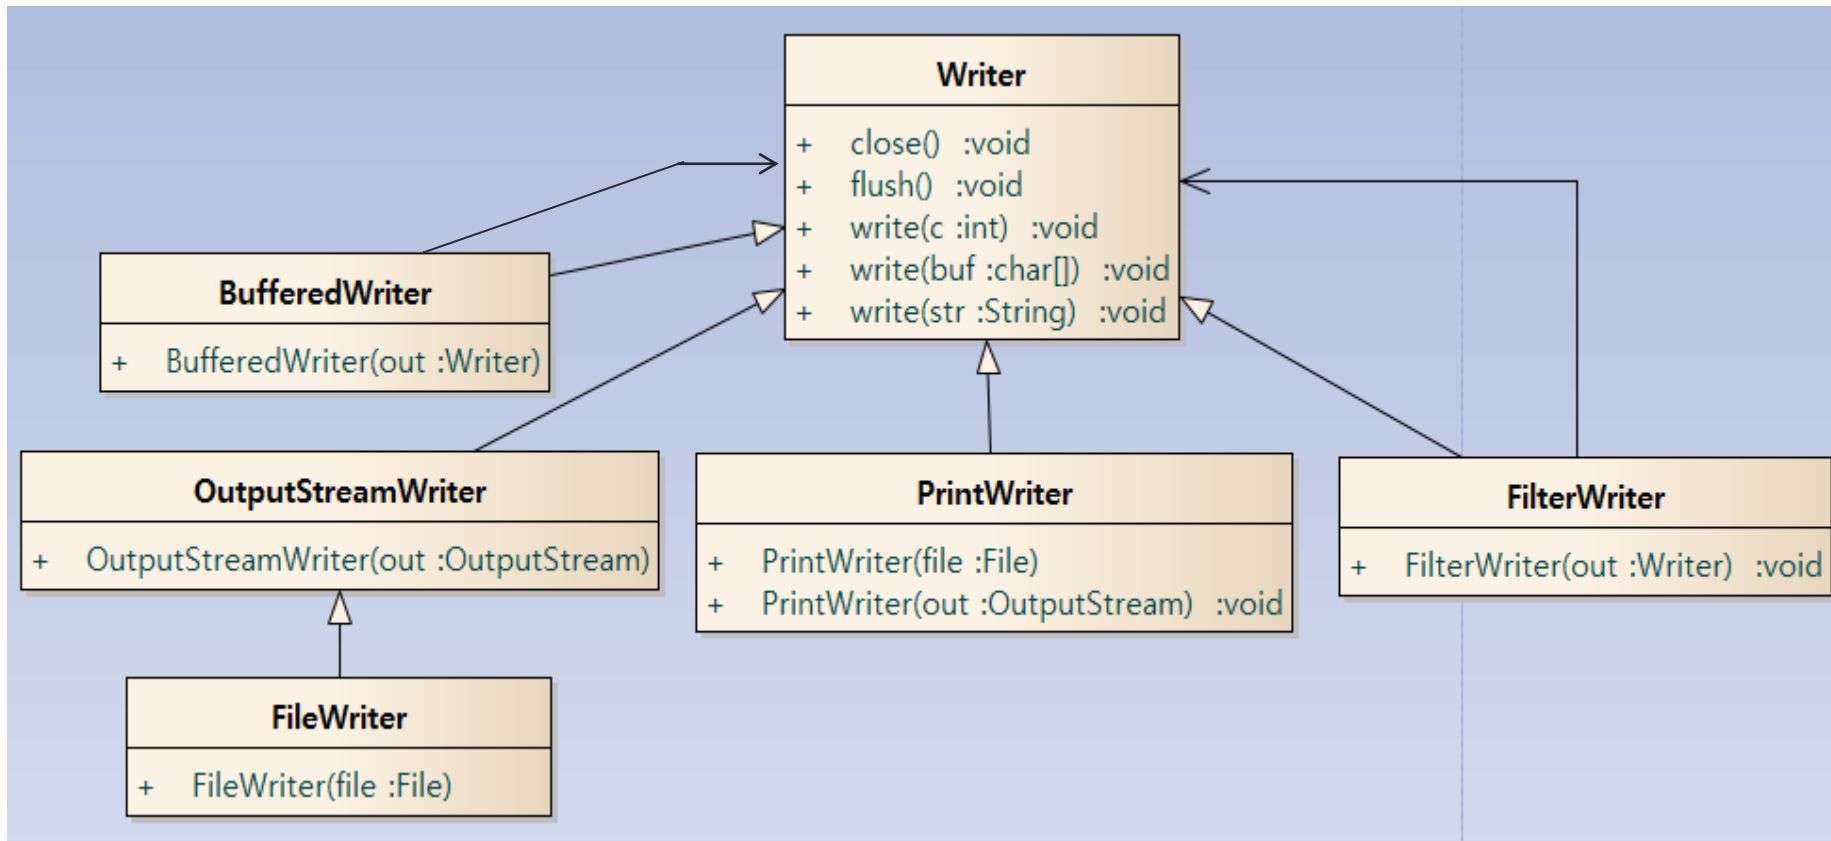 Writer
+ close() :void
+ flush() :void
+ write(c :int) :void
+ write(buf :char[]) :void
+ write(str :String) :void
BufferedWriter
+ BufferedWriter(out :Writer)
OutputStreamWriter
+ OutputStreamWriter(out :OutputStream)
PrintWriter
+ PrintWriter(file :File)
+ PrintWriter(out :OutputStream) :void
FilterWriter
+ FilterWriter(out :Writer) :void
FileWriter
+ FileWriter(file :File)